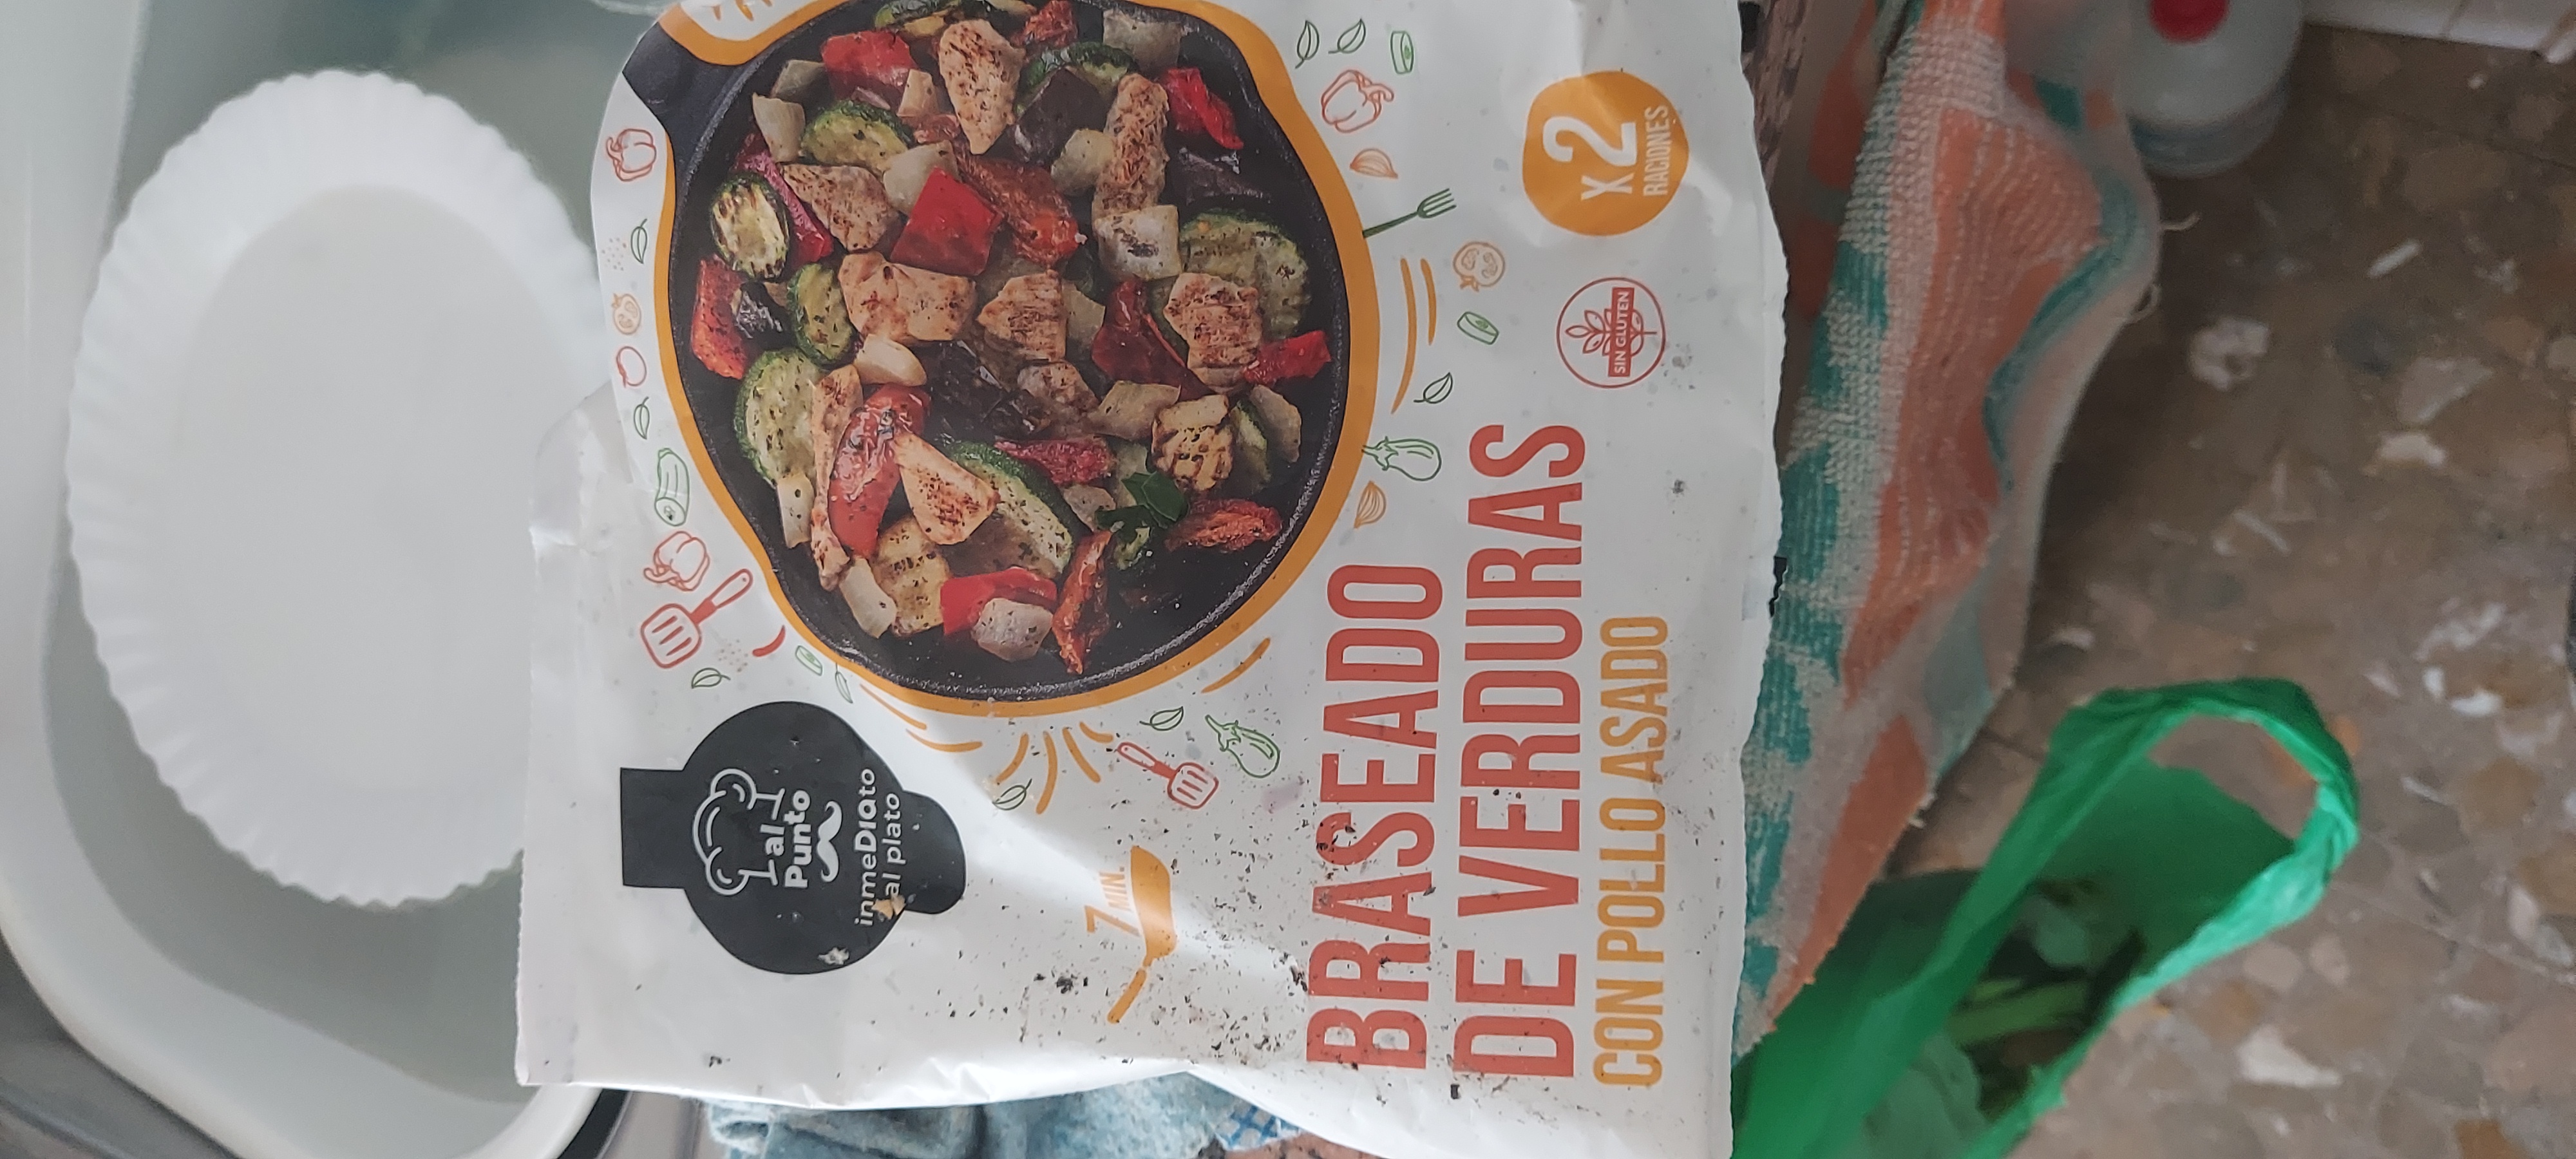 al
Punto
inmeDIAto
al plato
7 MIN.
BRASEADO
DE VERDURAS
CON POLLO ASADO
SIN GLUTEN
x2
RACIONES